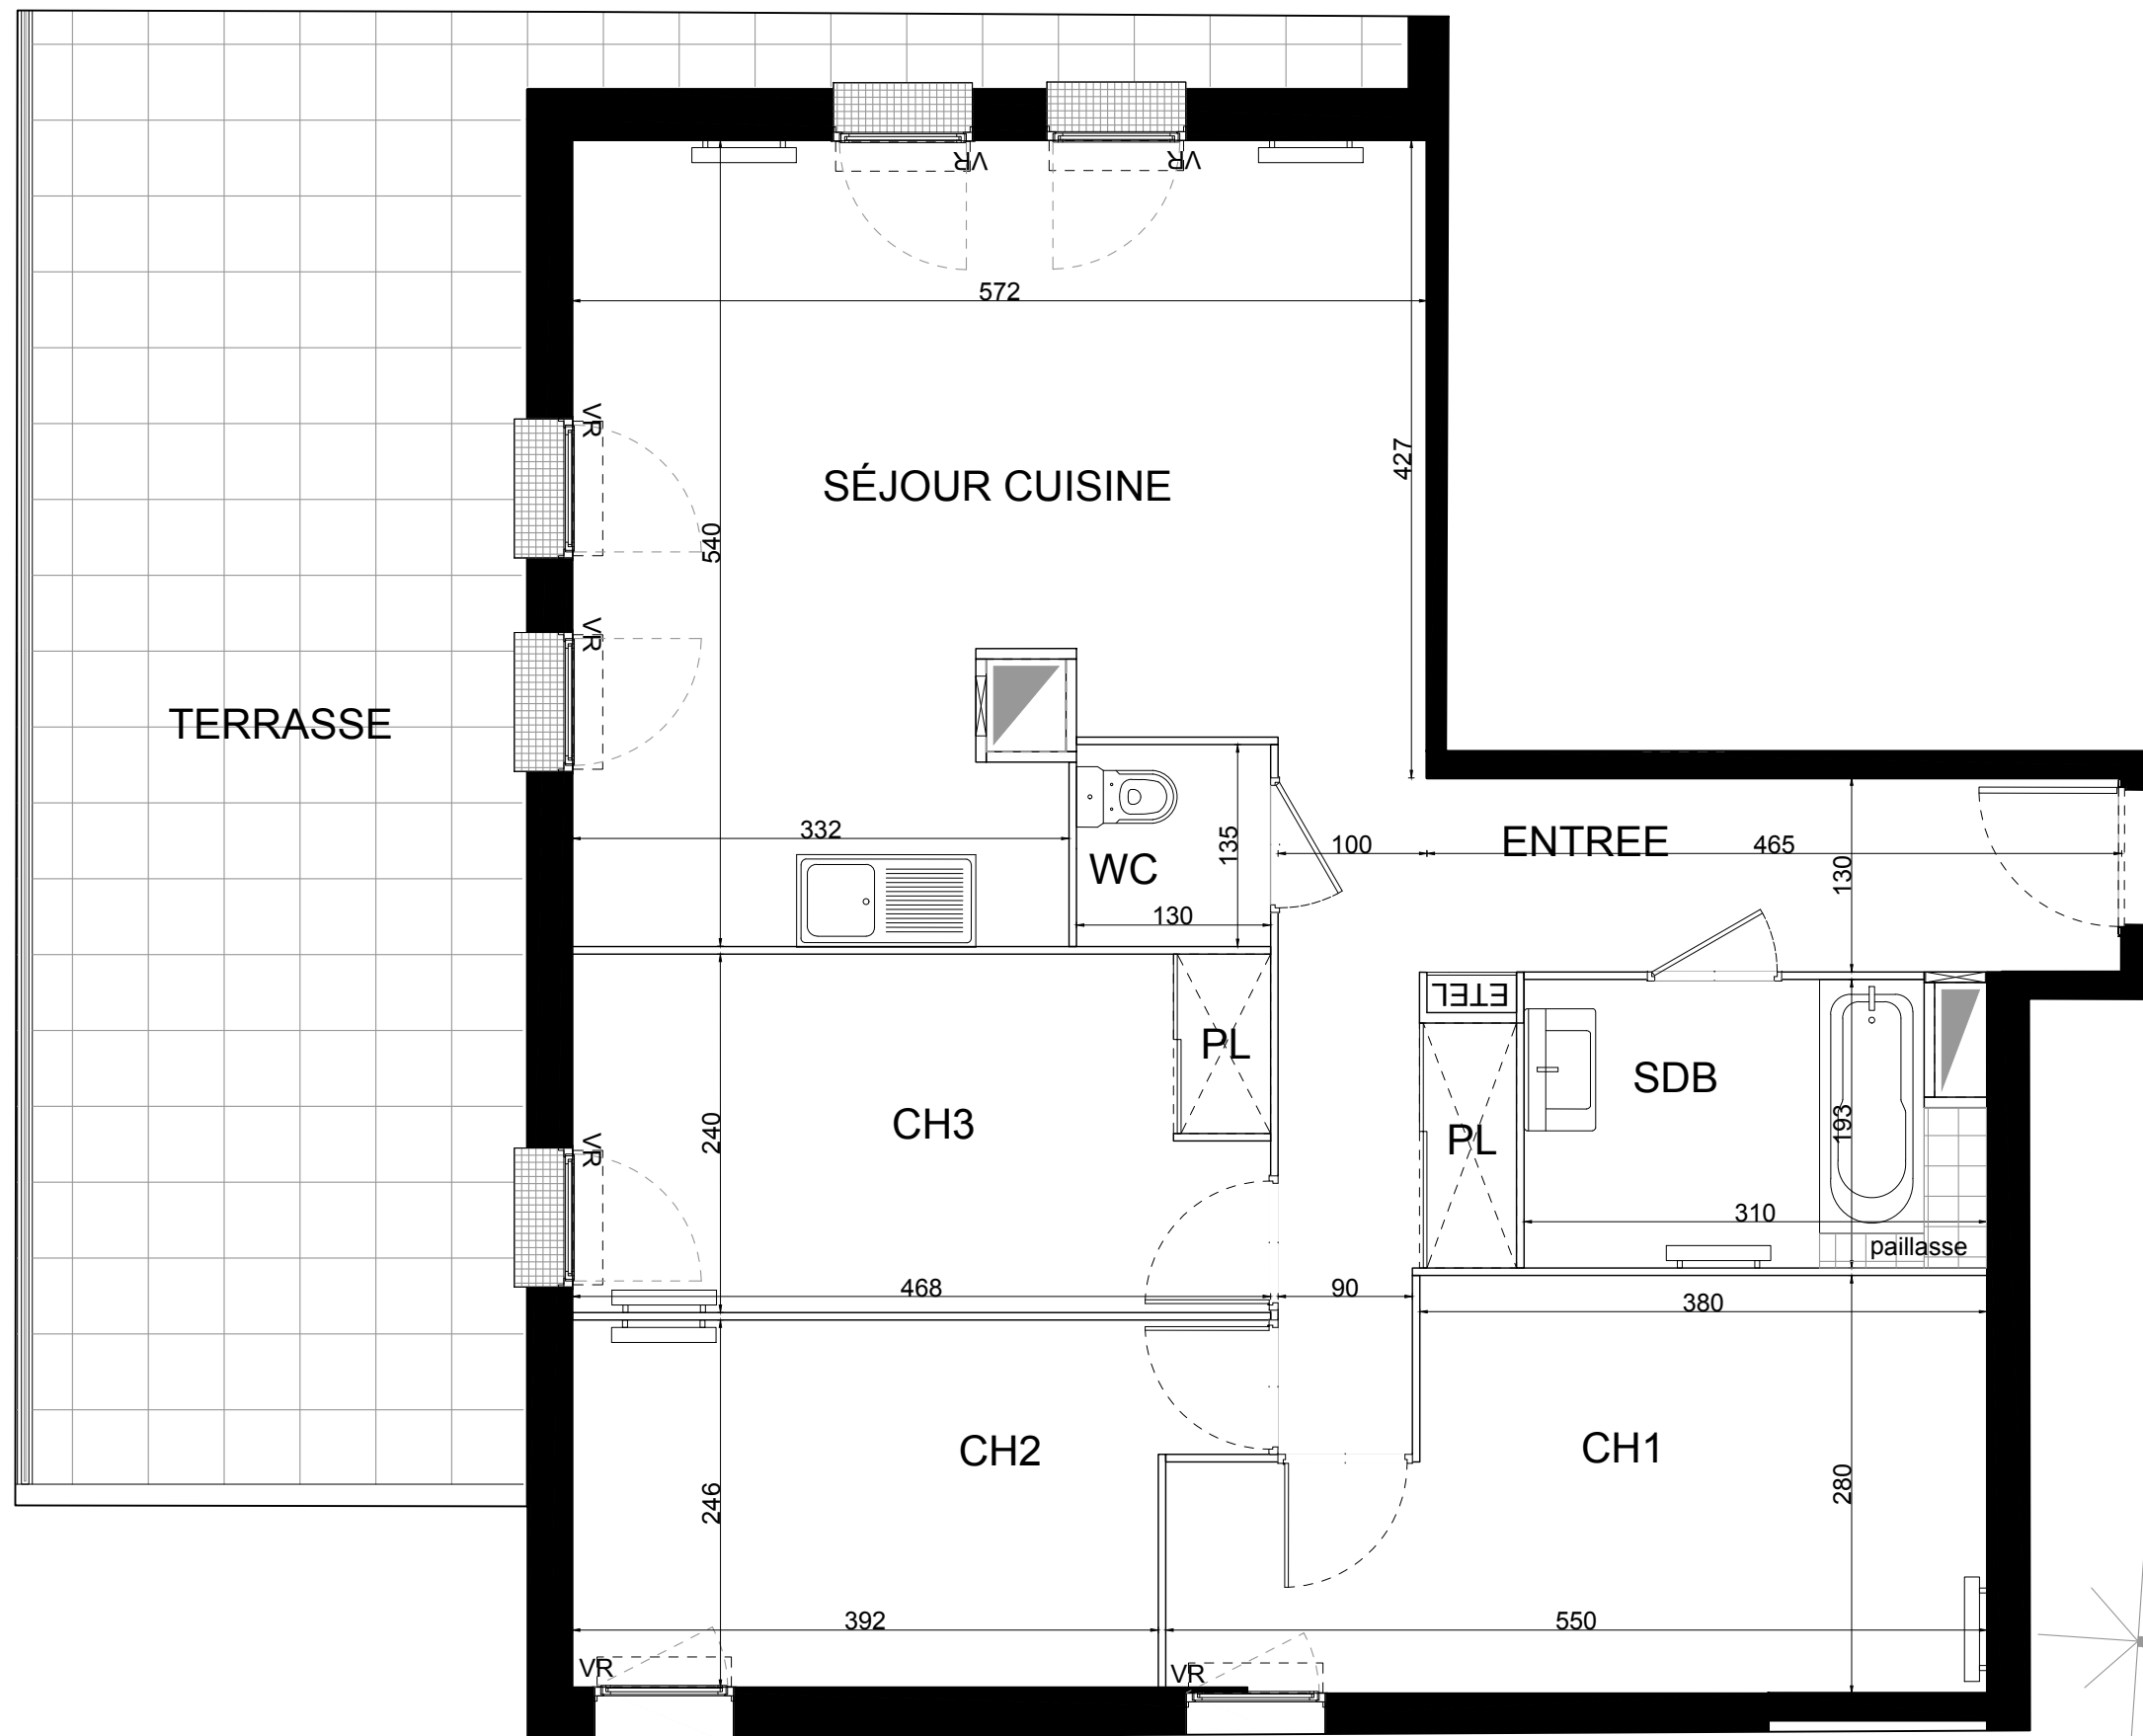 VR
VR
572
VR
427
SÉJOUR CUISINE
540
VR
TERRASSE
332
135
100
ENTREE
465
130
WC
130
ETEL
PL
SDB
CH3
240
VR
PL
193
310
paillasse
468
90
380
CH2
CH1
246
280
392
550
VR
VR